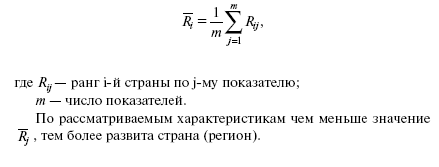 R̅ᵢ = 1/m ∑ⱼ₌₁ᵐ Rᵢⱼ,
где Rᵢⱼ — ранг i-й страны по j-му показателю;
m — число показателей.
По рассматриваемым характеристикам чем меньше значение
R̅ⱼ , тем более развита страна (регион).